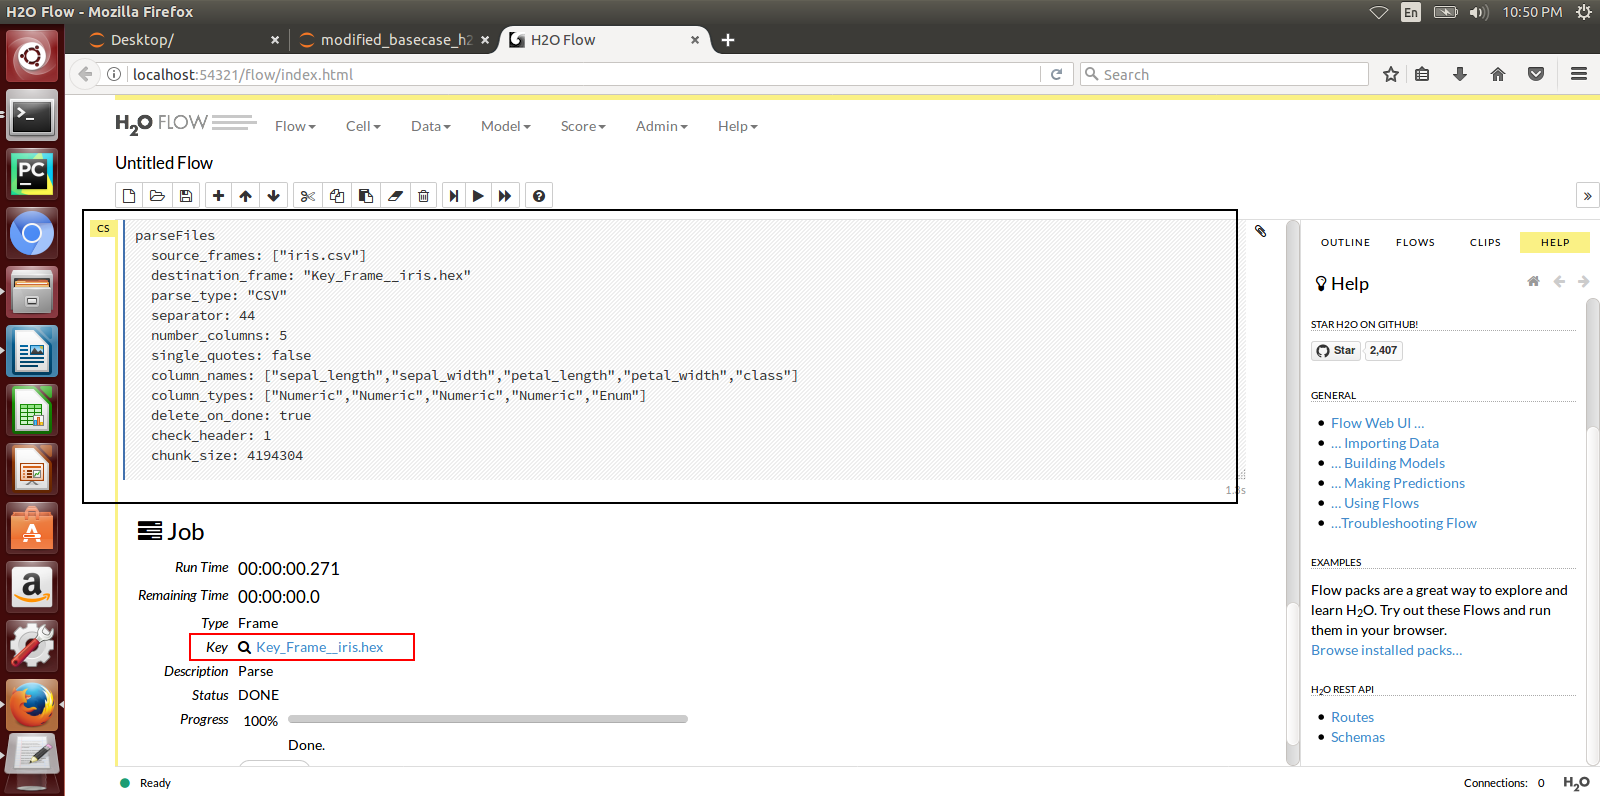 H2O Flow - Mozilla Firefox
En
10:50 PM
Desktop/
modified_basecase_h2
H2O Flow
localhost:54321/flow/index.html
Search
H2O FLOW
Flow
Cell
Data
Model
Score
Admin
Help
Untitled Flow
CS
parseFiles
source_frames: ["iris.csv"]
destination_frame: "Key_Frame__iris.hex"
parse_type: "CSV"
separator: 44
number_columns: 5
single_quotes: false
column_names: ["sepal_length","sepal_width","petal_length","petal_width","class"]
column_types: ["Numeric","Numeric","Numeric","Numeric","Enum"]
delete_on_done: true
check_header: 1
chunk_size: 4194304
Job
Run Time 00:00:00.271
Remaining Time 00:00:00.0
Type Frame
Key Key_Frame__iris.hex
Description Parse
Status DONE
Progress 100%
Done.
OUTLINE
FLOWS
CLIPS
HELP
Help
STAR H2O ON GITHUB!
Star 2,407
GENERAL
Flow Web UI ...
... Importing Data
... Building Models
... Making Predictions
... Using Flows
...Troubleshooting Flow
EXAMPLES
Flow packs are a great way to explore and
learn H2O. Try out these Flows and run
them in your browser.
Browse installed packs...
H2O REST API
Routes
Schemas
Ready
Connections: 0
H2O